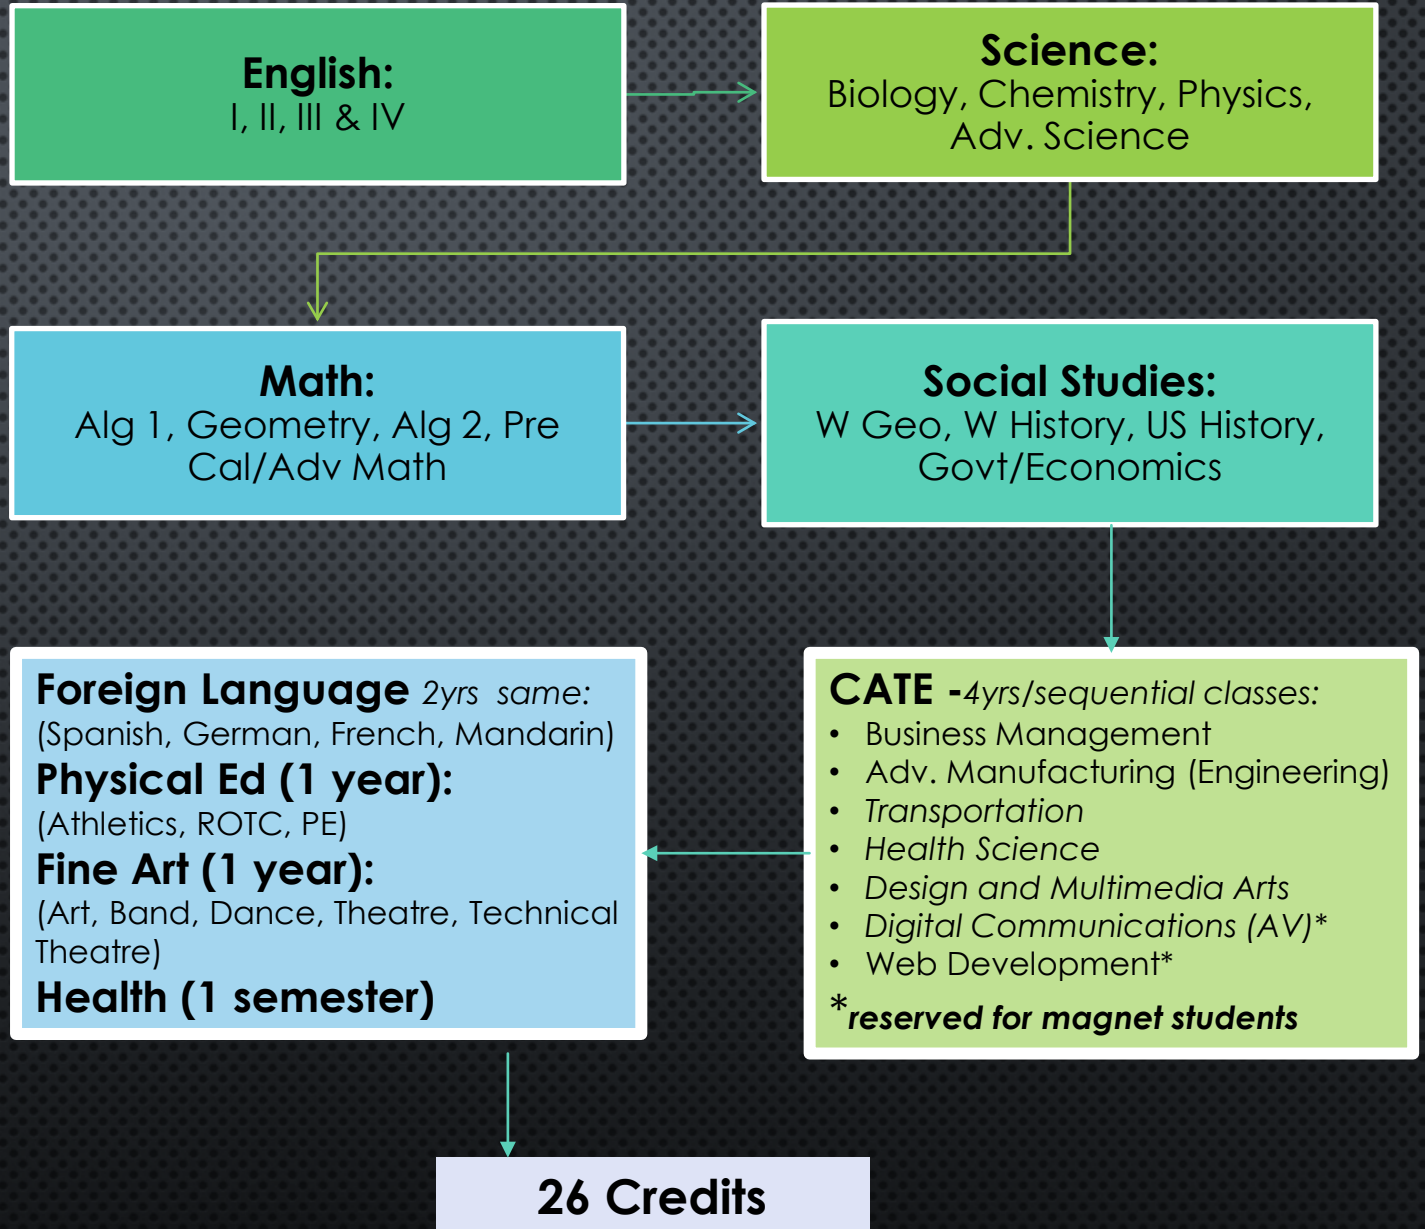 English:
I, II, III & IV
Science:
Biology, Chemistry, Physics,
Adv. Science
Math:
Alg 1, Geometry, Alg 2, Pre
Cal/Adv Math
Social Studies:
W Geo, W History, US History,
Govt/Economics
CATE -4yrs/sequential classes:
• Business Management
• Adv. Manufacturing (Engineering)
• Transportation
• Health Science
• Design and Multimedia Arts
• Digital Communications (AV)*
• Web Development*
*reserved for magnet students
Foreign Language 2yrs same:
(Spanish, German, French, Mandarin)
Physical Ed (1 year):
(Athletics, ROTC, PE)
Fine Art (1 year):
(Art, Band, Dance, Theatre, Technical
Theatre)
Health (1 semester)
26 Credits